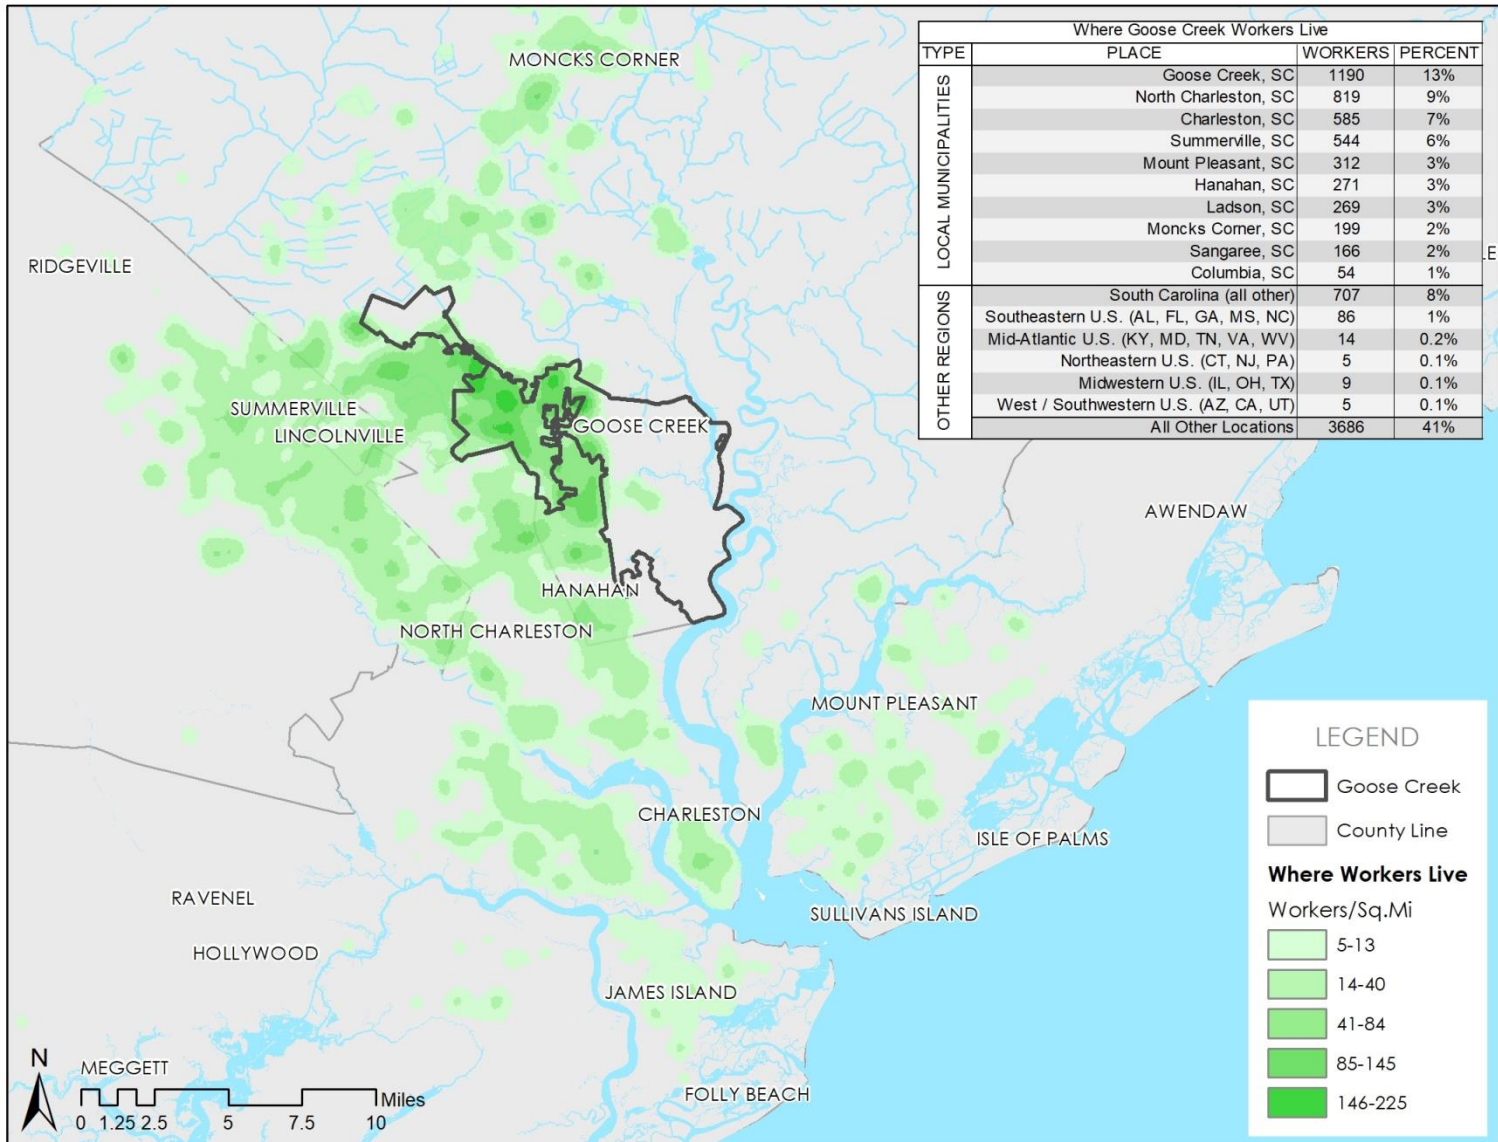 Where Goose Creek Workers Live
TYPE PLACE WORKERS PERCENT
LOCAL MUNICIPALITIES
Goose Creek, SC 1190 13%
North Charleston, SC 819 9%
Charleston, SC 585 7%
Summerville, SC 544 6%
Mount Pleasant, SC 312 3%
Hanahan, SC 271 3%
Ladson, SC 269 3%
Moncks Corner, SC 199 2%
Sangaree, SC 166 2%
Columbia, SC 54 1%
OTHER REGIONS
South Carolina (all other) 707 8%
Southeastern U.S. (AL, FL, GA, MS, NC) 86 1%
Mid-Atlantic U.S. (KY, MD, TN, VA, WV) 14 0.2%
Northeastern U.S. (CT, NJ, PA) 5 0.1%
Midwestern U.S. (IL, OH, TX) 9 0.1%
West / Southwestern U.S. (AZ, CA, UT) 5 0.1%
All Other Locations 3686 41%
MONCKS CORNER
RIDGEVILLE
SUMMERVILLE
LINCOLNVILLE
GOOSE CREEK
AWENDAW
HANAHAN
NORTH CHARLESTON
MOUNT PLEASANT
CHARLESTON
ISLE OF PALMS
RAVENEL
SULLIVANS ISLAND
HOLLYWOOD
JAMES ISLAND
MEGGETT
FOLLY BEACH
N
Miles
0 1.25 2.5 5 7.5 10
LEGEND
Goose Creek
County Line
Where Workers Live
Workers/Sq.Mi
5-13
14-40
41-84
85-145
146-225